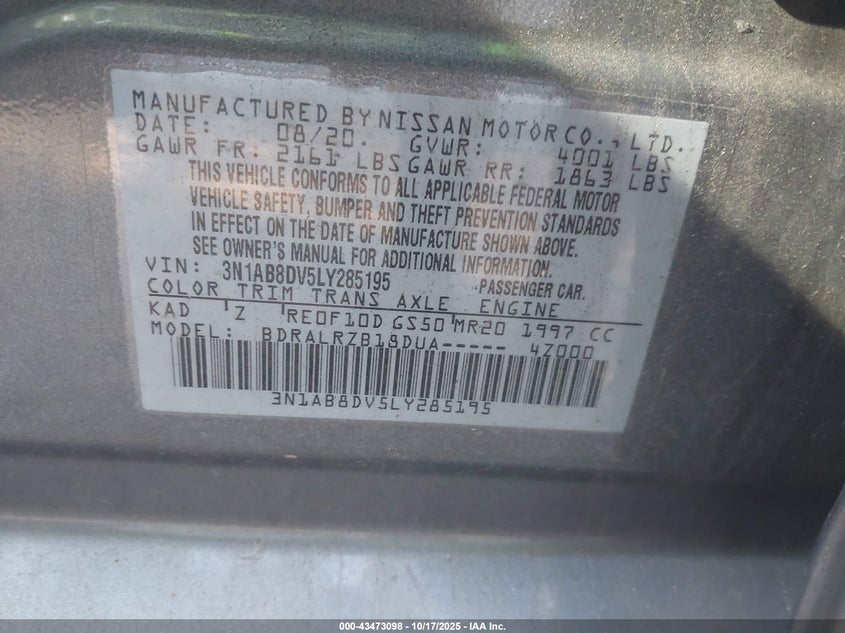 MANUFACTURED BY NISSAN MOTOR CO., LTD.
DATE: 08/20. GVWR: 4001 LBS
GAWR FR: 2161 LBS GAWR RR: 1863 LBS
THIS VEHICLE CONFORMS TO ALL APPLICABLE FEDERAL MOTOR
VEHICLE SAFETY, BUMPER AND THEFT PREVENTION STANDARDS
IN EFFECT ON THE DATE OF MANUFACTURE SHOWN ABOVE.
SEE OWNER'S MANUAL FOR ADDITIONAL INFORMATION.
VIN: 3N1AB8DV5LY285195 PASSENGER CAR.
COLOR TRIM TRANS AXLE ENGINE
KAD Z RE0F10D GS50 MR20 1997 CC
MODEL: BDRALRZB18DUA----- 4Z000
3N1AB8DV5LY285195
000-43473098 - 10/17/2025 - IAA Inc.